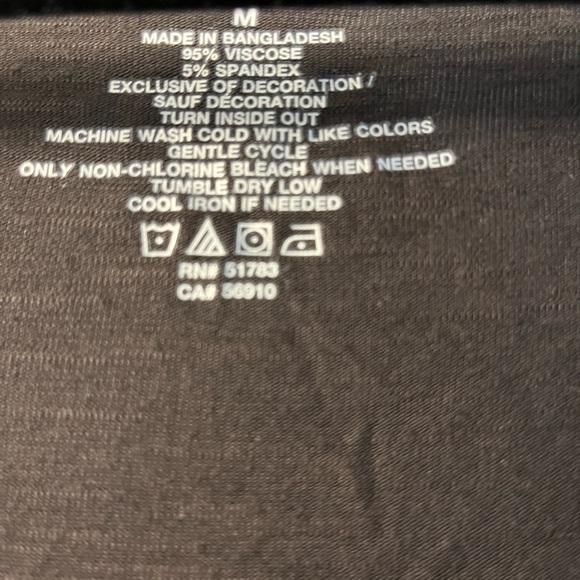 M
MADE IN BANGLADESH
95% VISCOSE
5% SPANDEX
EXCLUSIVE OF DECORATION /
SAUF DÉCORATION
TURN INSIDE OUT
MACHINE WASH COLD WITH LIKE COLORS
GENTLE CYCLE
ONLY NON-CHLORINE BLEACH WHEN NEEDED
TUMBLE DRY LOW
COOL IRON IF NEEDED
RN# 51783
CA# 56910